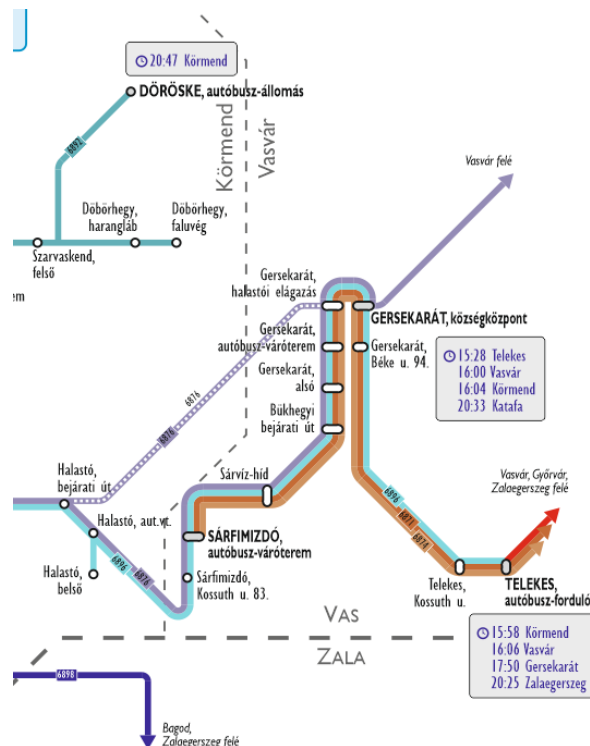 20:47 Körmend
DÖRÖSKE, autóbusz-állomás
6892
Körmend
Vasvár
Vasvár felé
Döbörhegy,
harangláb
Döbörhegy,
faluvég
Szarvaskend,
felső
em
Gersekarát,
halastói elágazás
GERSEKARÁT, községközpont
Gersekarát,
autóbusz-váróterem
Gersekarát,
Béke u. 94.
15:28 Telekes
16:00 Vasvár
16:04 Körmend
20:33 Katafa
Gersekarát,
alsó
6876
6876
Bükhegyi
bejárati út
Halastó,
bejárati út
Sárvíz-híd
Vasvár, Győrvár,
Zalaegerszeg felé
6896
6871
6874
Halastó, aut.vt.
SÁRFIMIZDÓ,
autóbusz-váróterem
Halastó,
belső
6896
6876
Sárfimizdó,
Kossuth u. 83.
Telekes,
Kossuth u.
TELEKES,
autóbusz-forduló
VAS
ZALA
15:58 Körmend
16:06 Vasvár
17:50 Gersekarát
20:25 Zalaegerszeg
6898
Bagod,
Zalaegerszeg felé